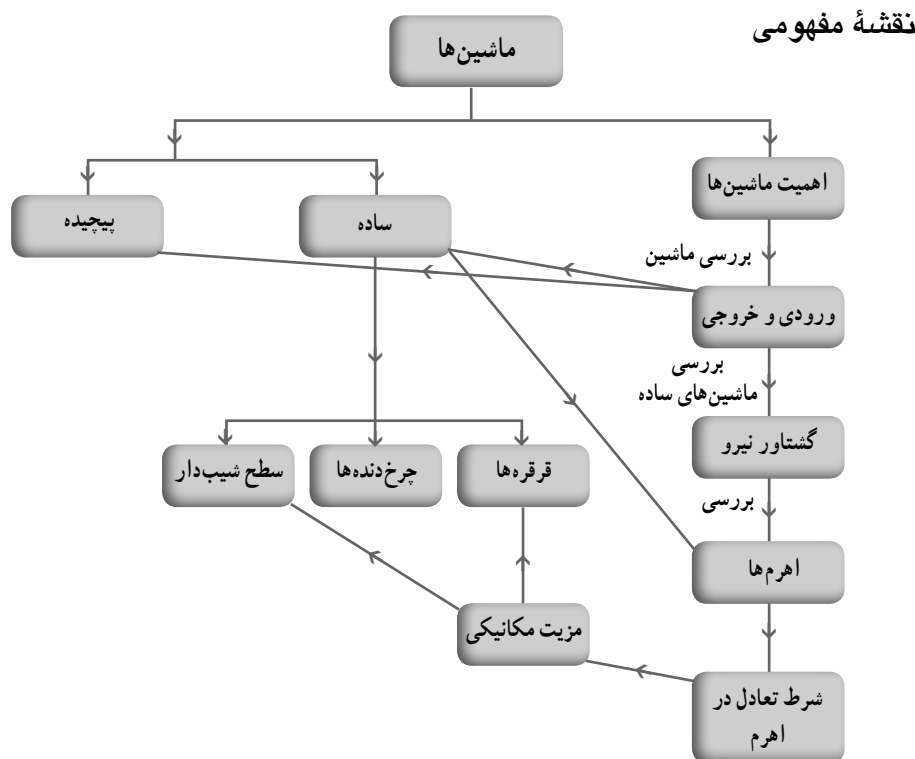 نقشهٔ مفهومی
ماشین‌ها
اهمیت ماشین‌ها
ساده
پیچیده
بررسی ماشین
ورودی و خروجی
بررسی
ماشین‌های ساده
گشتاور نیرو
قرقره‌ها
چرخ‌دنده‌ها
سطح شیب‌دار
بررسی
اهرم‌ها
مزیت مکانیکی
شرط تعادل در
اهرم